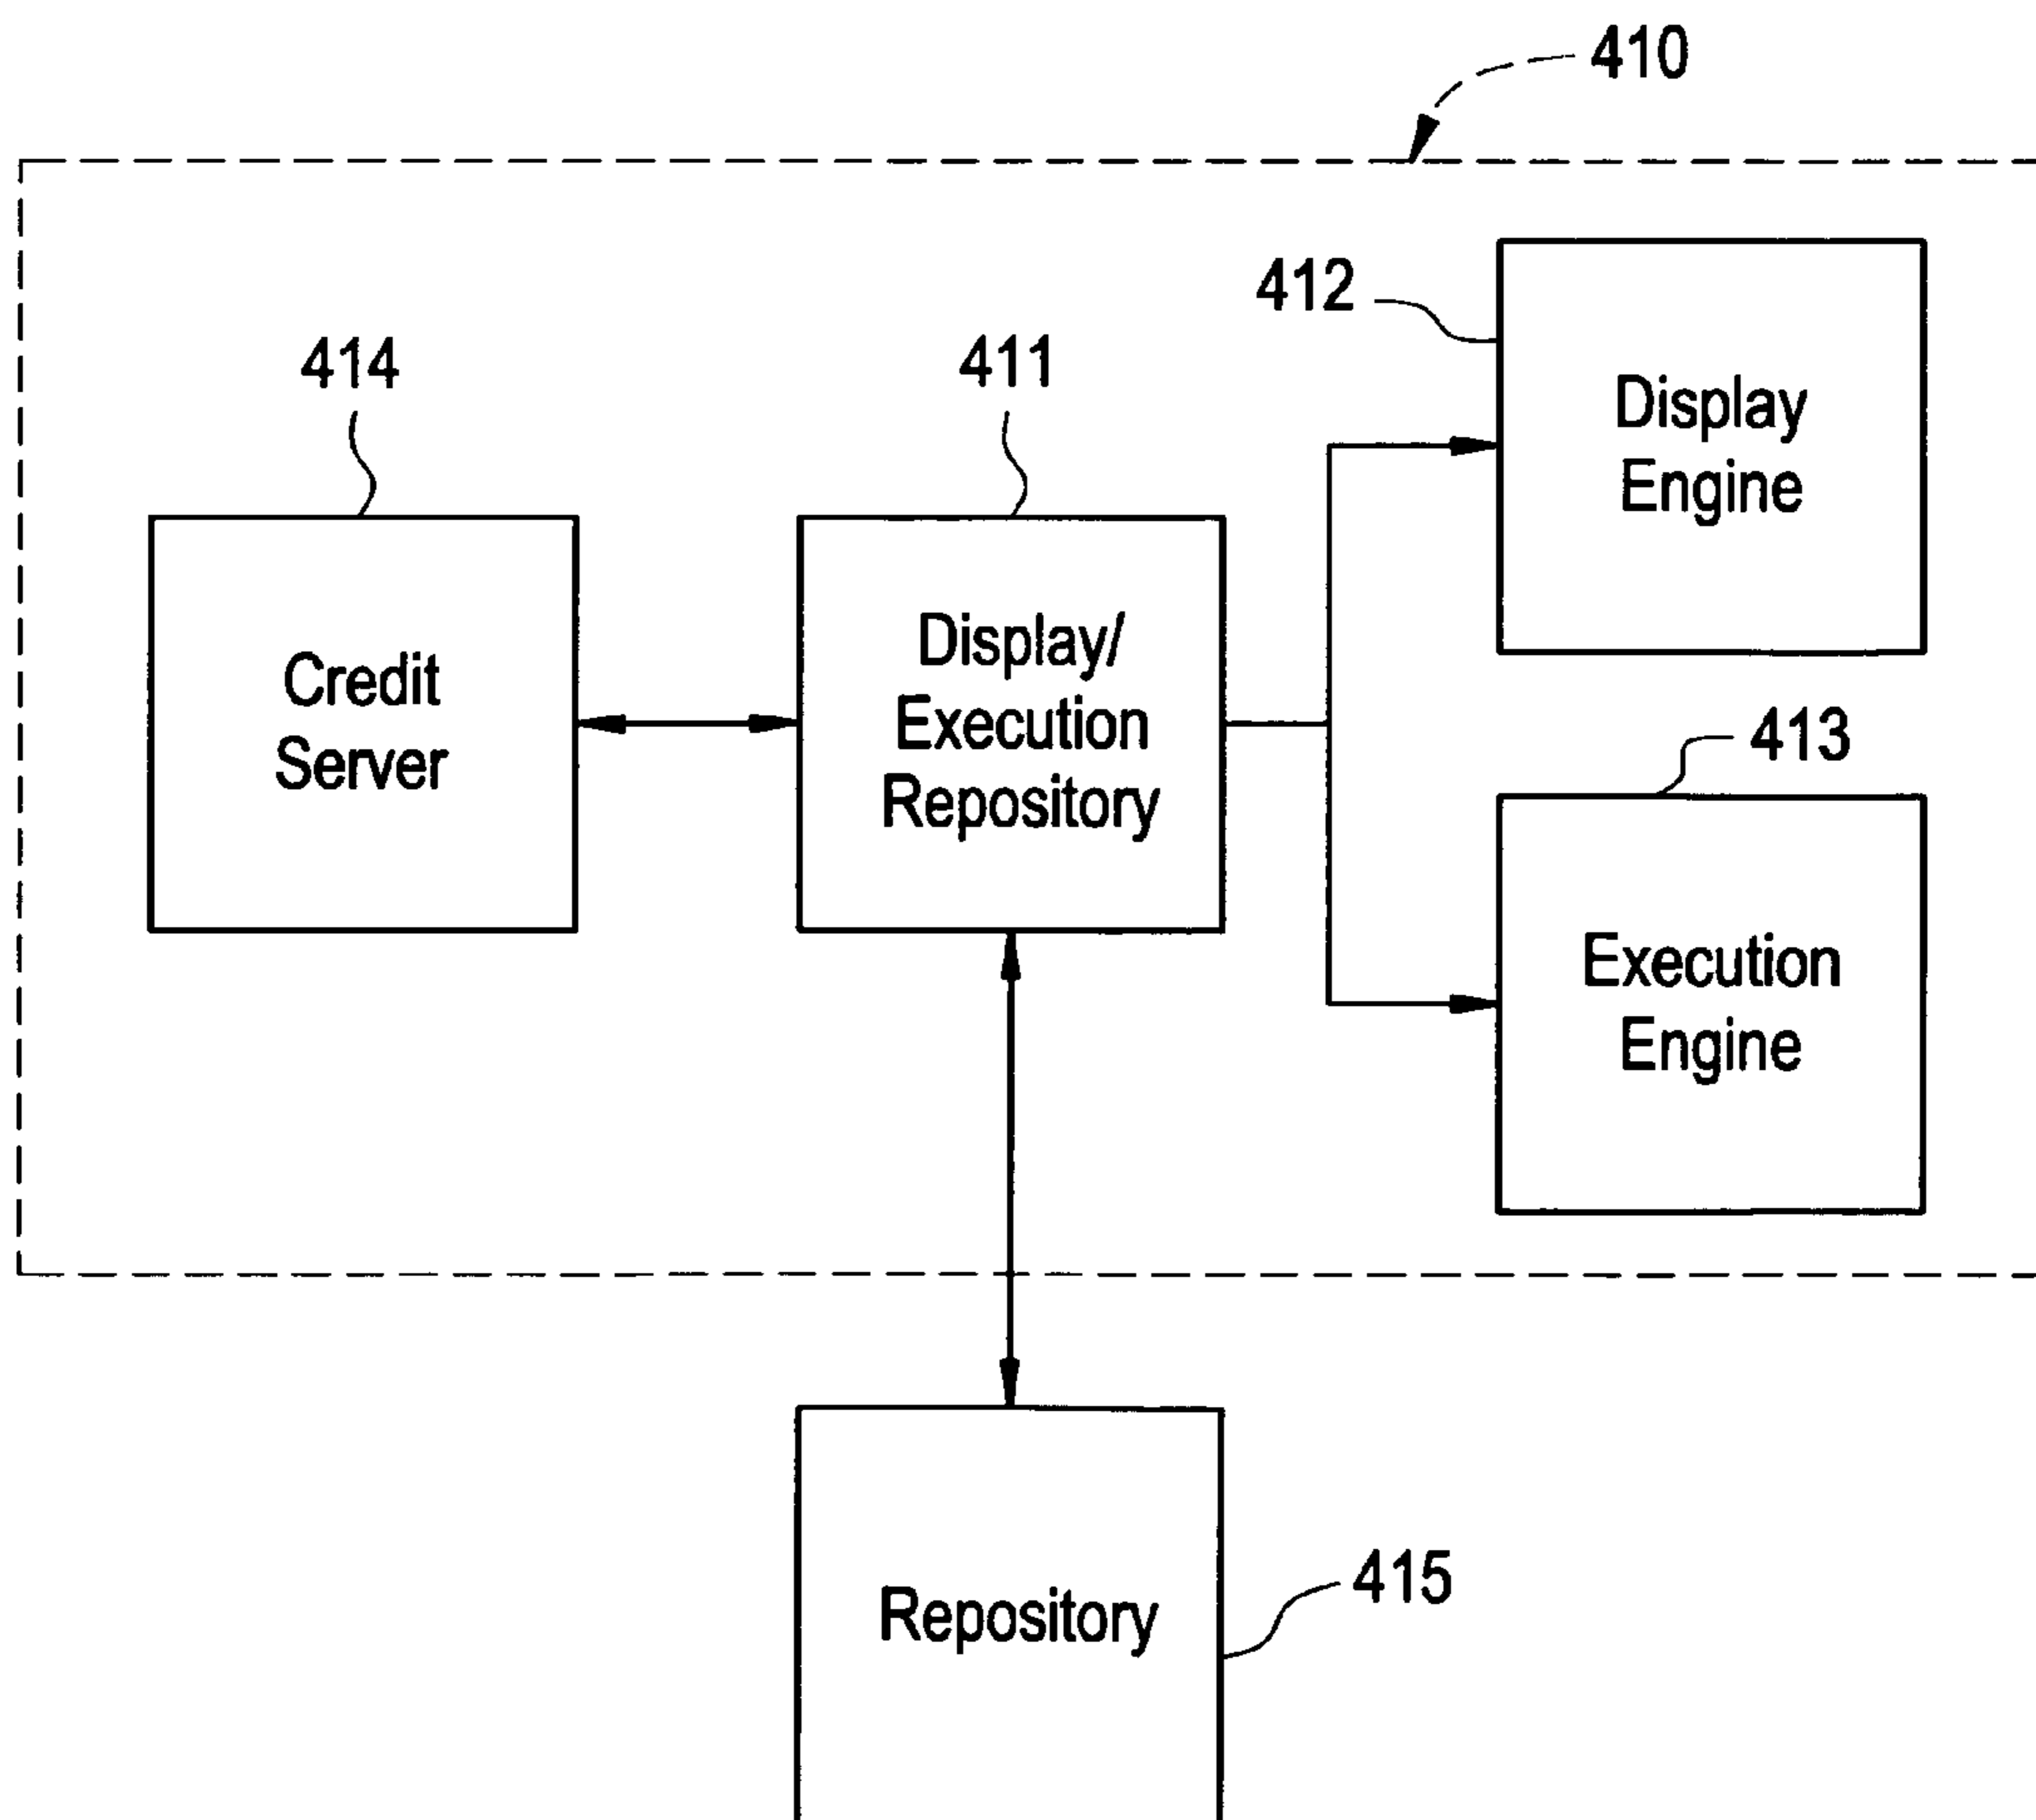 410
412
Display
Engine
414
411
Credit
Server
Display/
Execution
Repository
413
Execution
Engine
Repository
415